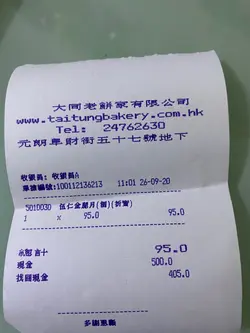 大同老餅家有限公司
www.taitungbakery.com.hk
Tel: 24762630
元朗阜財街五十七號地下
收銀員:收銀員A
單據編號:100112136213 11:01 26-09-20
501D030 伍仁金腿月(個)(折實)
1 x 95.0 95.0
總計 95.0
現金 500.0
找回現金 405.0
多謝惠顧